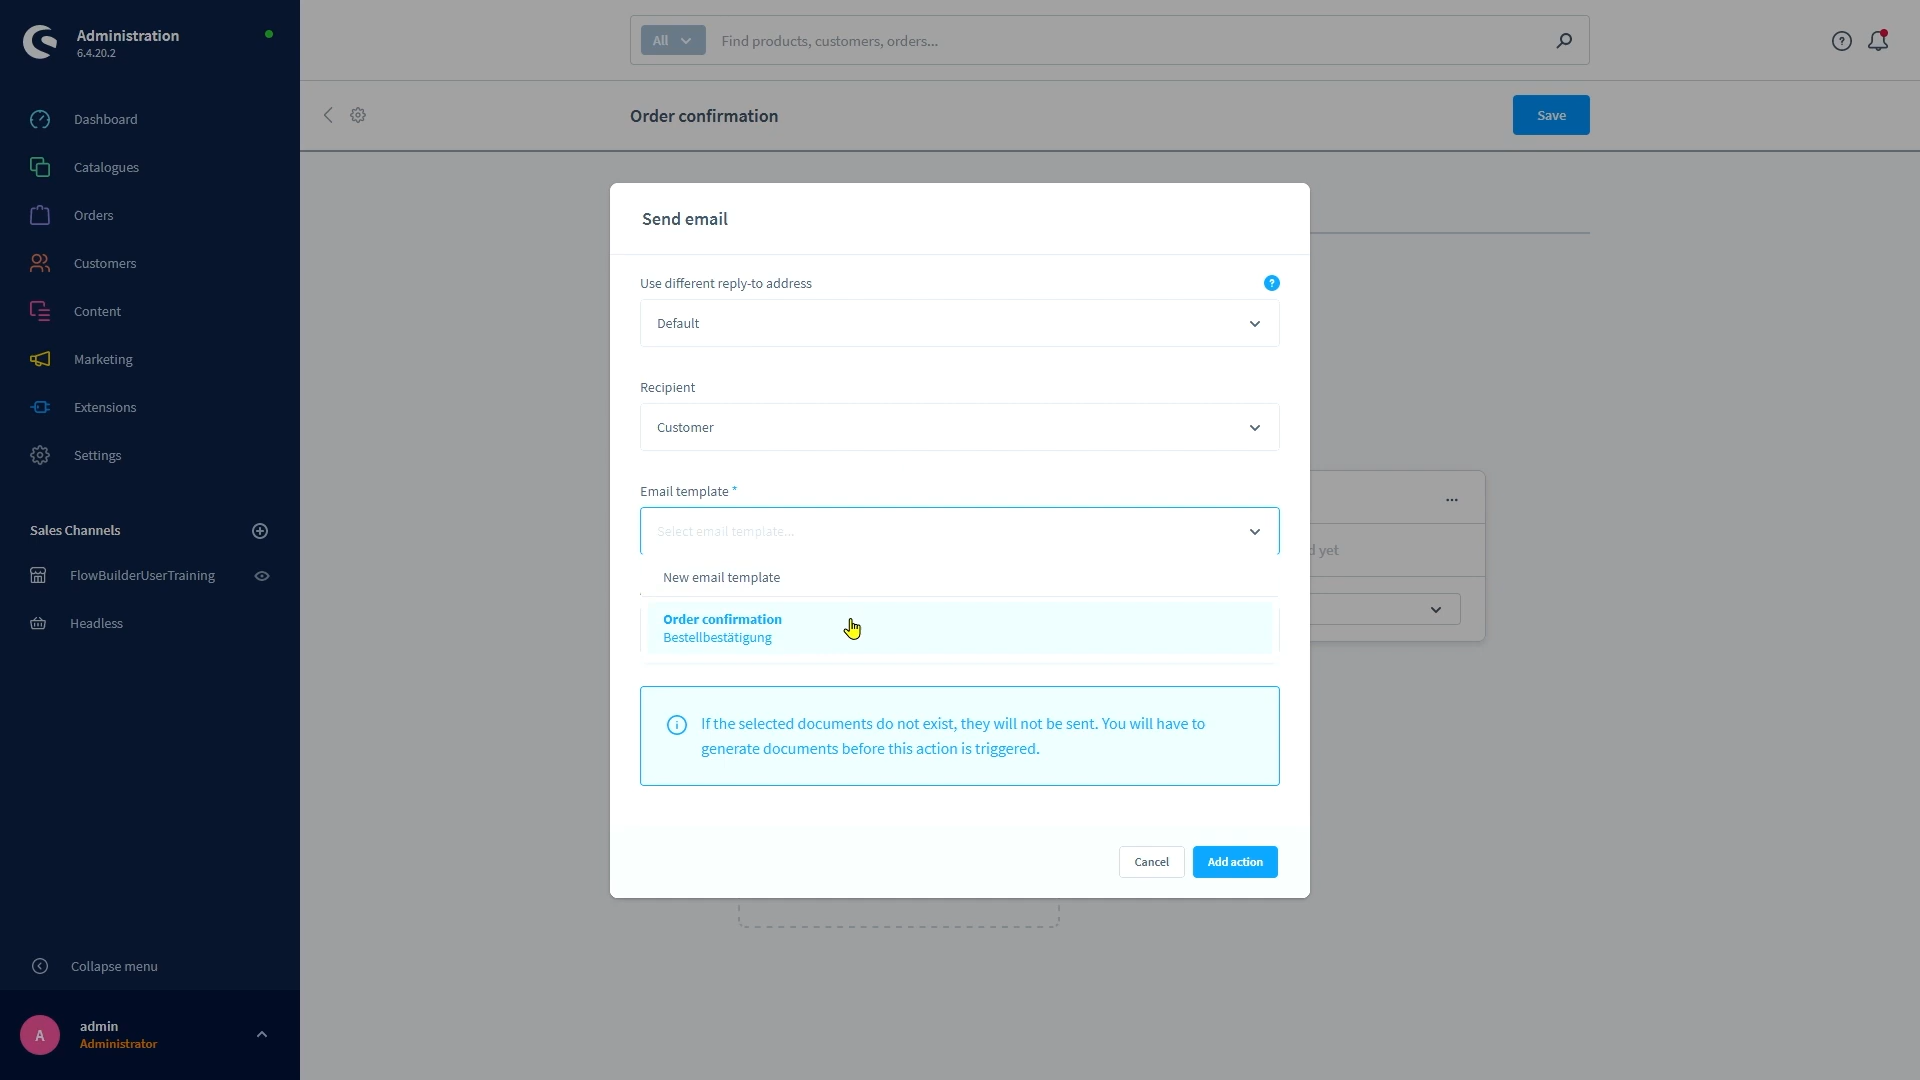 Administration
6.4.20.2
All
Find products, customers, orders...
Dashboard
Catalogues
Orders
Customers
Content
Marketing
Extensions
Settings
Sales Channels
FlowBuilderUserTraining
Headless
Collapse menu
A
admin
Administrator
Order confirmation
Save
Send email
Use different reply-to address
Default
Recipient
Customer
Email template *
Select email template...
New email template
Order confirmation
Bestellbestätigung
If the selected documents do not exist, they will not be sent. You will have to
generate documents before this action is triggered.
Cancel
Add action
yet